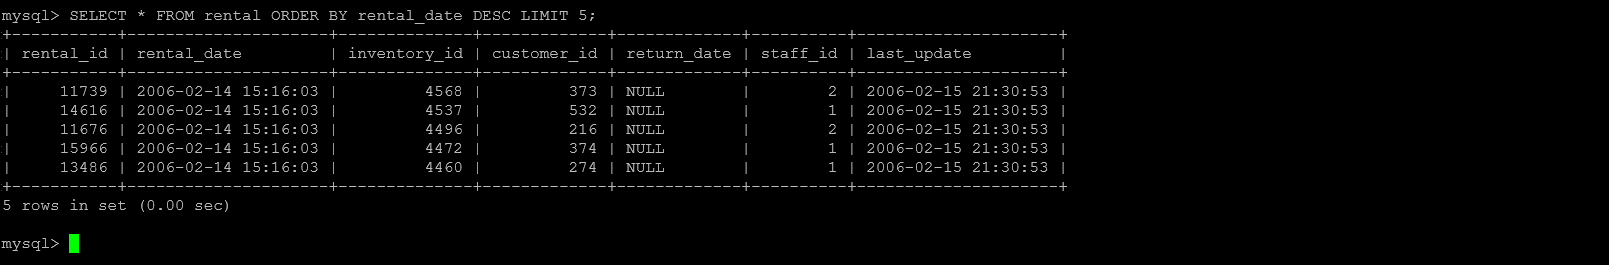 mysql> SELECT * FROM rental ORDER BY rental_date DESC LIMIT 5;
+-----------+---------------------+--------------+-------------+-------------+----------+---------------------+
| rental_id | rental_date         | inventory_id | customer_id | return_date | staff_id | last_update         |
+-----------+---------------------+--------------+-------------+-------------+----------+---------------------+
|     11739 | 2006-02-14 15:16:03 |         4568 |         373 | NULL        |        2 | 2006-02-15 21:30:53 |
|     14616 | 2006-02-14 15:16:03 |         4537 |         532 | NULL        |        1 | 2006-02-15 21:30:53 |
|     11676 | 2006-02-14 15:16:03 |         4496 |         216 | NULL        |        2 | 2006-02-15 21:30:53 |
|     15966 | 2006-02-14 15:16:03 |         4472 |         374 | NULL        |        1 | 2006-02-15 21:30:53 |
|     13486 | 2006-02-14 15:16:03 |         4460 |         274 | NULL        |        1 | 2006-02-15 21:30:53 |
+-----------+---------------------+--------------+-------------+-------------+----------+---------------------+
5 rows in set (0.00 sec)
mysql>